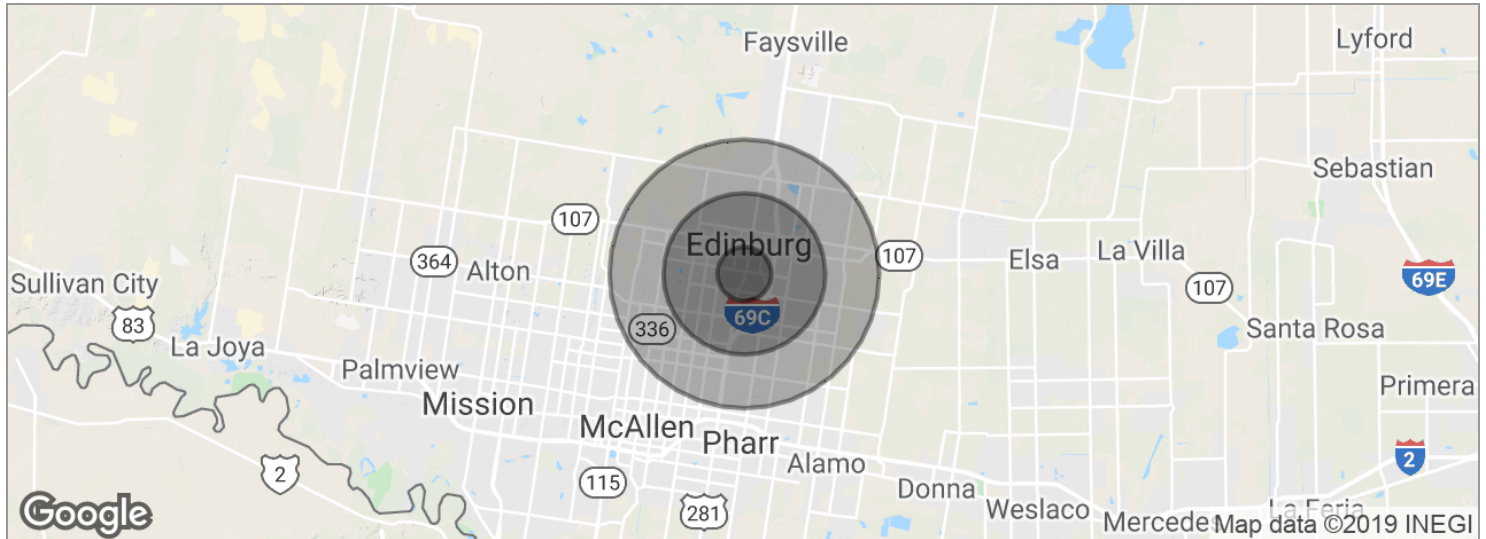 Faysville
Lyford
Sebastian
107
Edinburg
107
Elsa
La Villa
364
Alton
107
69E
Sullivan City
83
69C
336
Santa Rosa
La Joya
Palmview
Primera
Mission
McAllen
Pharr
2
Alamo
2
115
Donna
281
Weslaco
La Feria
Mercedes
Google
Map data ©2019 INEGI